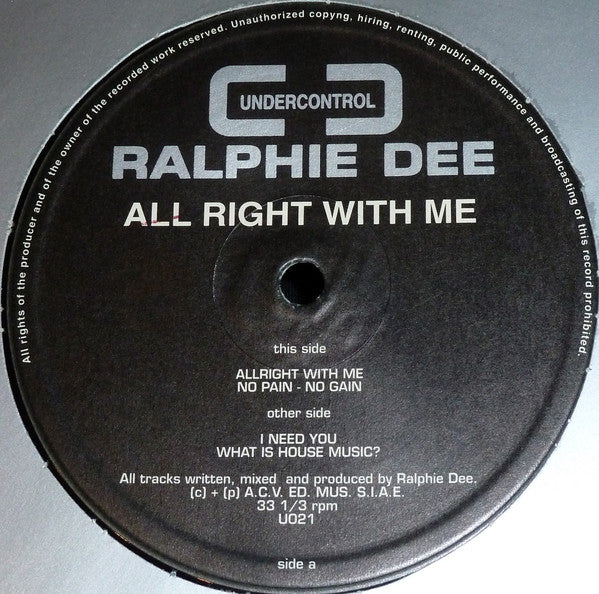 All rights of the producer and of the owner of the recorded work reserved. Unauthorized copyng, hiring, renting, public performance and broadcasting of this record prohibited.
UNDERCONTROL
RALPHIE DEE
ALL RIGHT WITH ME
this side
ALLRIGHT WITH ME
NO PAIN - NO GAIN
other side
I NEED YOU
WHAT IS HOUSE MUSIC?
All tracks written, mixed and produced by Ralphie Dee.
(c) + (p) A.C.V. ED. MUS. S.I.A.E.
33 1/3 rpm
U021
side a